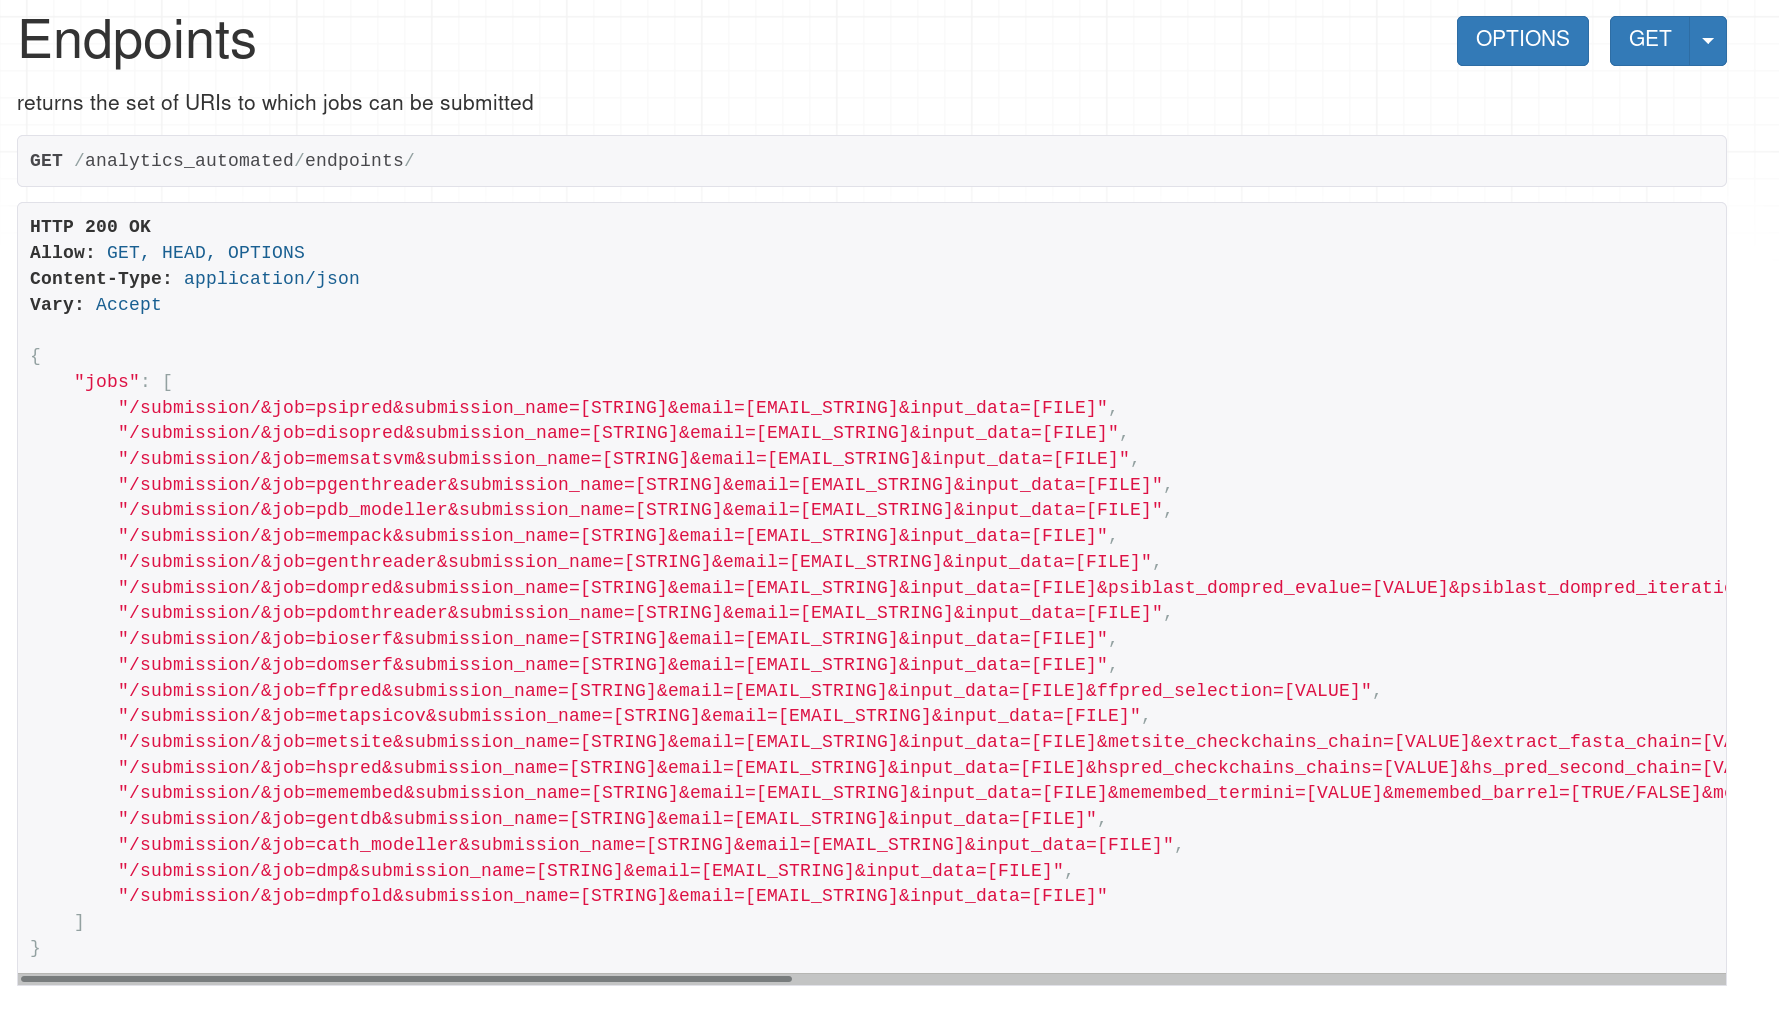 Endpoints
OPTIONS
GET
returns the set of URIs to which jobs can be submitted
GET /analytics_automated/endpoints/
HTTP 200 OK
Allow: GET, HEAD, OPTIONS
Content-Type: application/json
Vary: Accept
{
    "jobs": [
        "/submission/&job=psipred&submission_name=[STRING]&email=[EMAIL_STRING]&input_data=[FILE]",
        "/submission/&job=disopred&submission_name=[STRING]&email=[EMAIL_STRING]&input_data=[FILE]",
        "/submission/&job=memsatsvm&submission_name=[STRING]&email=[EMAIL_STRING]&input_data=[FILE]",
        "/submission/&job=pgenthreader&submission_name=[STRING]&email=[EMAIL_STRING]&input_data=[FILE]",
        "/submission/&job=pdb_modeller&submission_name=[STRING]&email=[EMAIL_STRING]&input_data=[FILE]",
        "/submission/&job=mempack&submission_name=[STRING]&email=[EMAIL_STRING]&input_data=[FILE]",
        "/submission/&job=genthreader&submission_name=[STRING]&email=[EMAIL_STRING]&input_data=[FILE]",
        "/submission/&job=dompred&submission_name=[STRING]&email=[EMAIL_STRING]&input_data=[FILE]&psiblast_dompred_evalue=[VALUE]&psiblast_dompred_iterati
        "/submission/&job=pdomthreader&submission_name=[STRING]&email=[EMAIL_STRING]&input_data=[FILE]",
        "/submission/&job=bioserf&submission_name=[STRING]&email=[EMAIL_STRING]&input_data=[FILE]",
        "/submission/&job=domserf&submission_name=[STRING]&email=[EMAIL_STRING]&input_data=[FILE]",
        "/submission/&job=ffpred&submission_name=[STRING]&email=[EMAIL_STRING]&input_data=[FILE]&ffpred_selection=[VALUE]",
        "/submission/&job=metapsicov&submission_name=[STRING]&email=[EMAIL_STRING]&input_data=[FILE]",
        "/submission/&job=metsite&submission_name=[STRING]&email=[EMAIL_STRING]&input_data=[FILE]&metsite_checkchains_chain=[VALUE]&extract_fasta_chain=[V
        "/submission/&job=hspred&submission_name=[STRING]&email=[EMAIL_STRING]&input_data=[FILE]&hspred_checkchains_chains=[VALUE]&hs_pred_second_chain=[V
        "/submission/&job=memembed&submission_name=[STRING]&email=[EMAIL_STRING]&input_data=[FILE]&memembed_termini=[VALUE]&memembed_barrel=[TRUE/FALSE]&m
        "/submission/&job=gentdb&submission_name=[STRING]&email=[EMAIL_STRING]&input_data=[FILE]",
        "/submission/&job=cath_modeller&submission_name=[STRING]&email=[EMAIL_STRING]&input_data=[FILE]",
        "/submission/&job=dmp&submission_name=[STRING]&email=[EMAIL_STRING]&input_data=[FILE]",
        "/submission/&job=dmpfold&submission_name=[STRING]&email=[EMAIL_STRING]&input_data=[FILE]"
    ]
}